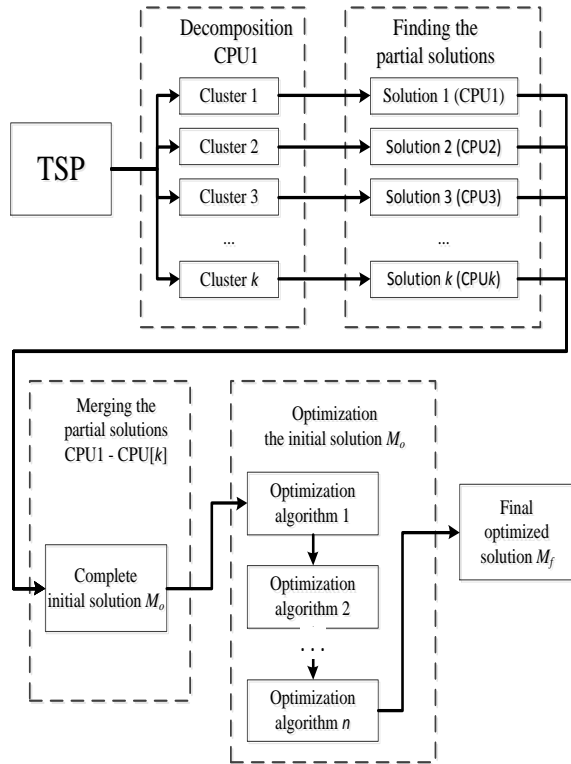 Decomposition
CPU1
Finding the
partial solutions
TSP
Cluster 1
Solution 1 (CPU1)
Cluster 2
Solution 2 (CPU2)
Cluster 3
Solution 3 (CPU3)
...
...
Cluster k
Solution k (CPUk)
Merging the
partial solutions
CPU1 - CPU[k]
Optimization
the initial solution Mo
Optimization
algorithm 1
Final
optimized
solution Mf
Complete
initial solution Mo
Optimization
algorithm 2
. . .
Optimization
algorithm n